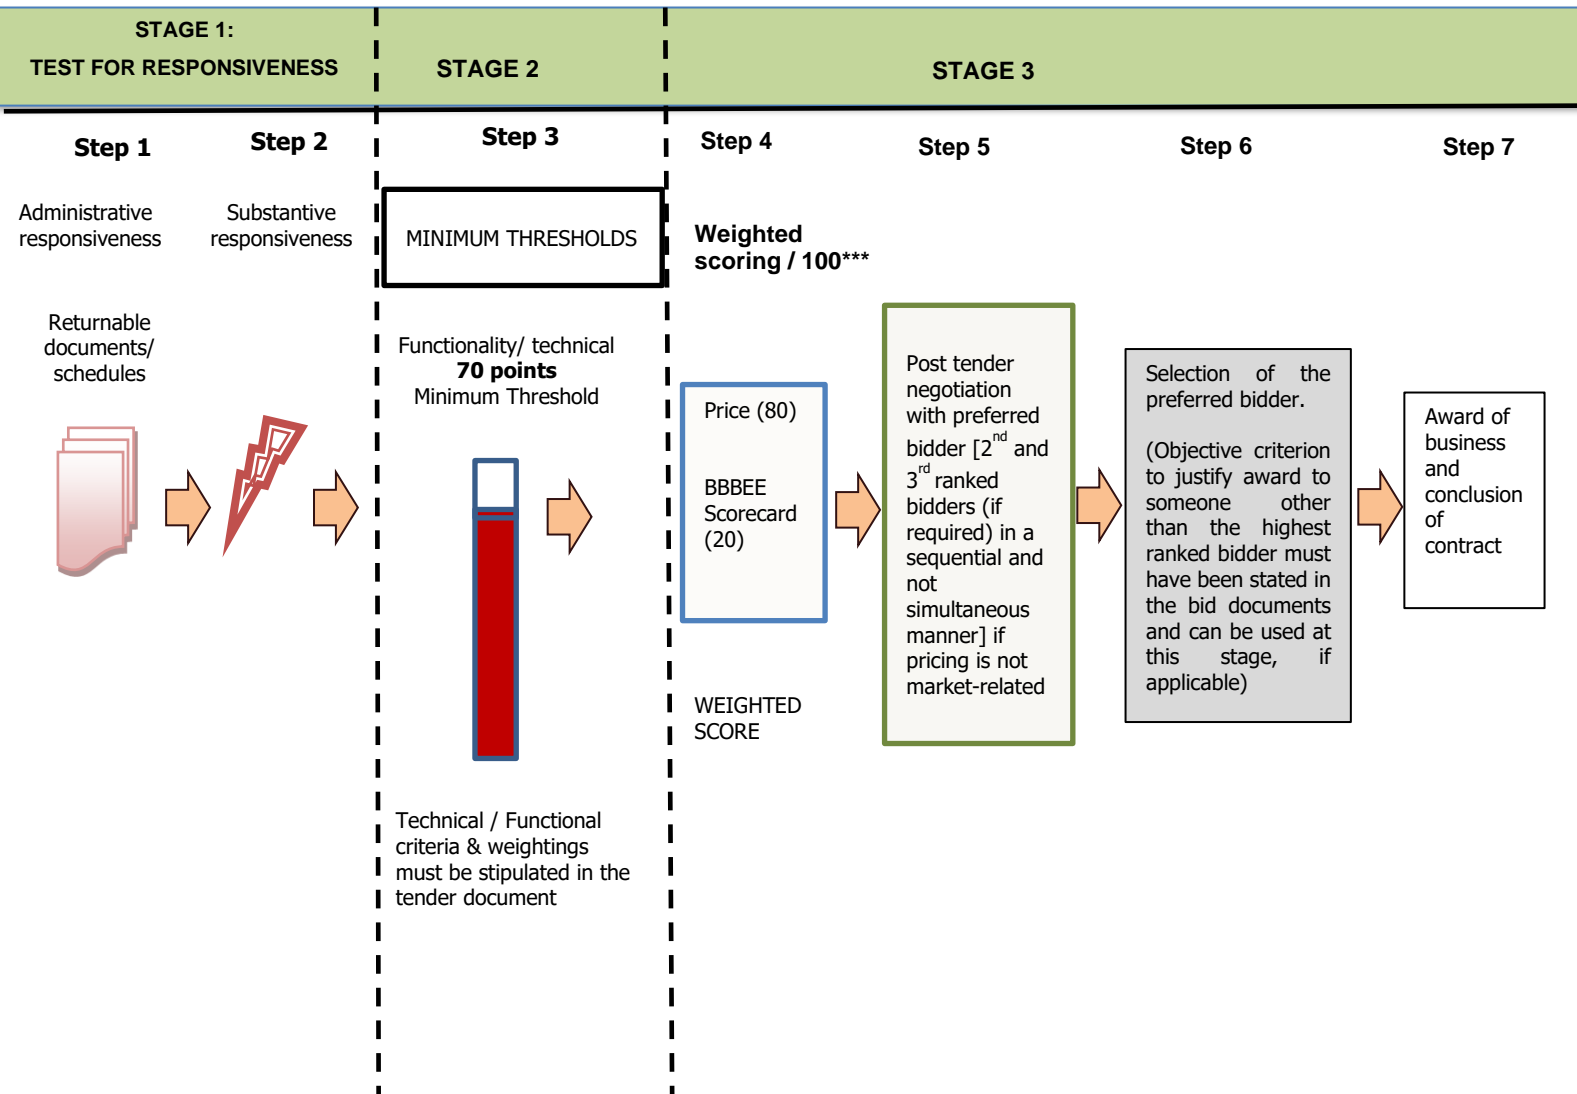 STAGE 1:
TEST FOR RESPONSIVENESS
STAGE 2
STAGE 3
Step 1
Step 2
Step 3
Step 4
Step 5
Step 6
Step 7
Administrative
responsiveness
Substantive
responsiveness
MINIMUM THRESHOLDS
Weighted
scoring / 100***
Returnable
documents/
schedules
Functionality/ technical
70 points
Minimum Threshold
Price (80)
BBBEE
Scorecard
(20)
WEIGHTED
SCORE
Post tender
negotiation
with preferred
bidder [2nd and
3rd ranked
bidders (if
required) in a
sequential and
not
simultaneous
manner] if
pricing is not
market-related
Selection of the
preferred bidder.
(Objective criterion
to justify award to
someone other
than the highest
ranked bidder must
have been stated in
the bid documents
and can be used at
this stage, if
applicable)
Award of
business
and
conclusion
of
contract
Technical / Functional
criteria & weightings
must be stipulated in the
tender document